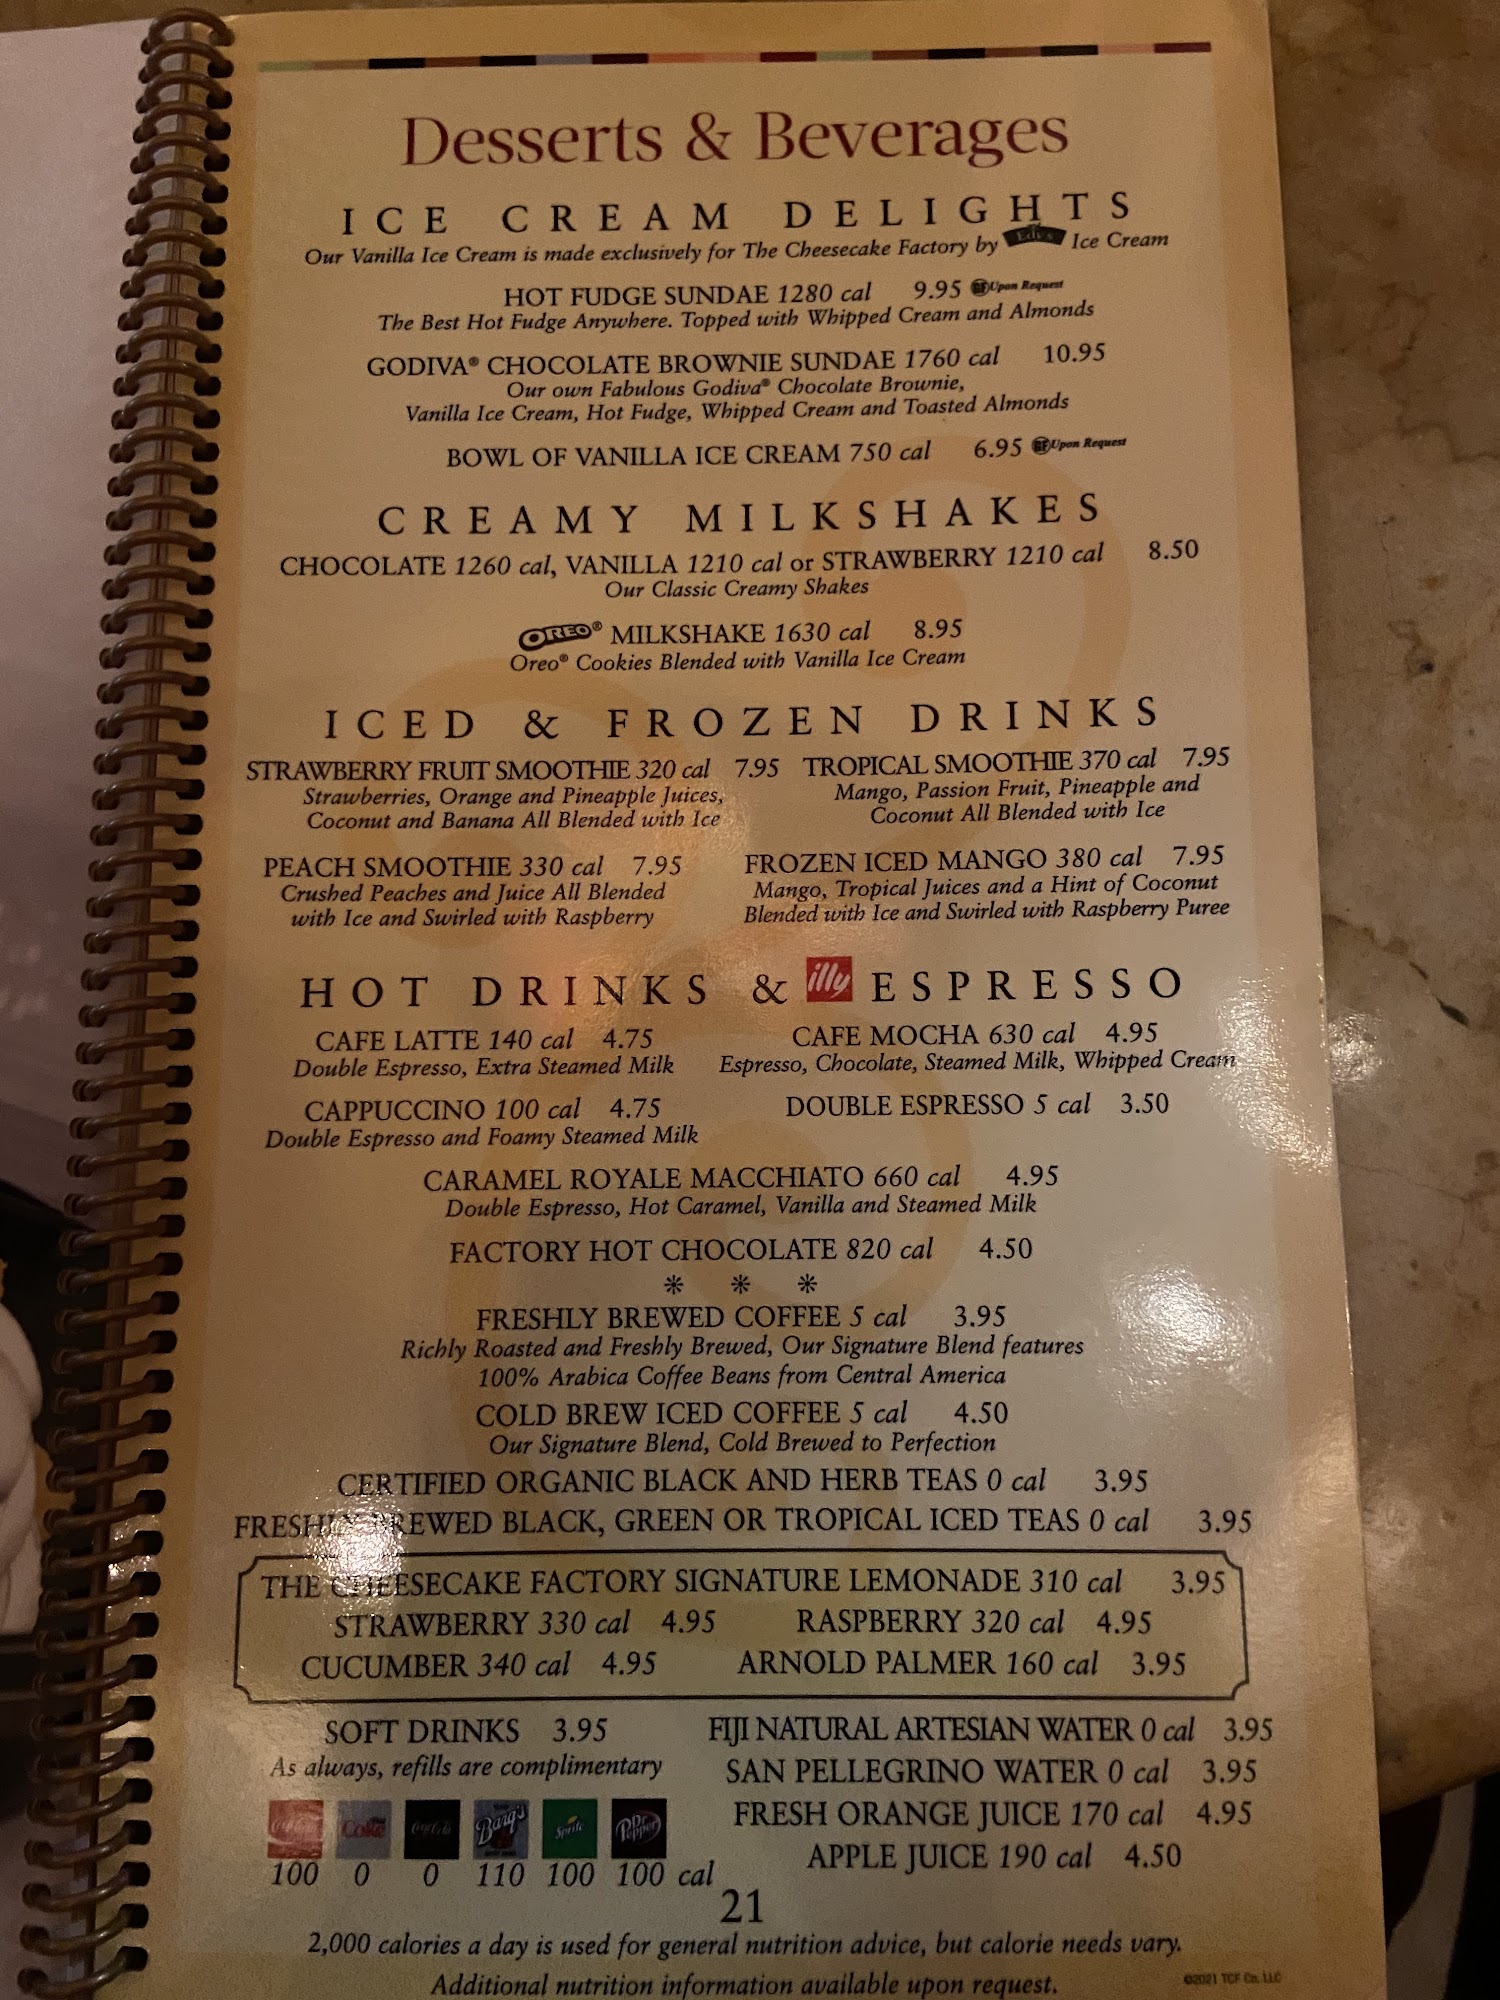 Desserts & Beverages
ICE CREAM DELIGHTS
Our Vanilla Ice Cream is made exclusively for The Cheesecake Factory by Edy's Ice Cream
HOT FUDGE SUNDAE 1280 cal 9.95 GF Upon Request
The Best Hot Fudge Anywhere. Topped with Whipped Cream and Almonds
GODIVA® CHOCOLATE BROWNIE SUNDAE 1760 cal 10.95
Our own Fabulous Godiva® Chocolate Brownie,
Vanilla Ice Cream, Hot Fudge, Whipped Cream and Toasted Almonds
BOWL OF VANILLA ICE CREAM 750 cal 6.95 GF Upon Request
CREAMY MILKSHAKES
CHOCOLATE 1260 cal, VANILLA 1210 cal or STRAWBERRY 1210 cal 8.50
Our Classic Creamy Shakes
OREO® MILKSHAKE 1630 cal 8.95
Oreo® Cookies Blended with Vanilla Ice Cream
ICED & FROZEN DRINKS
STRAWBERRY FRUIT SMOOTHIE 320 cal 7.95
Strawberries, Orange and Pineapple Juices,
Coconut and Banana All Blended with Ice
TROPICAL SMOOTHIE 370 cal 7.95
Mango, Passion Fruit, Pineapple and
Coconut All Blended with Ice
PEACH SMOOTHIE 330 cal 7.95
Crushed Peaches and Juice All Blended
with Ice and Swirled with Raspberry
FROZEN ICED MANGO 380 cal 7.95
Mango, Tropical Juices and a Hint of Coconut
Blended with Ice and Swirled with Raspberry Puree
HOT DRINKS & illy ESPRESSO
CAFE LATTE 140 cal 4.75
Double Espresso, Extra Steamed Milk
CAFE MOCHA 630 cal 4.95
Espresso, Chocolate, Steamed Milk, Whipped Cream
CAPPUCCINO 100 cal 4.75
Double Espresso and Foamy Steamed Milk
DOUBLE ESPRESSO 5 cal 3.50
CARAMEL ROYALE MACCHIATO 660 cal 4.95
Double Espresso, Hot Caramel, Vanilla and Steamed Milk
FACTORY HOT CHOCOLATE 820 cal 4.50
FRESHLY BREWED COFFEE 5 cal 3.95
Richly Roasted and Freshly Brewed, Our Signature Blend features
100% Arabica Coffee Beans from Central America
COLD BREW ICED COFFEE 5 cal 4.50
Our Signature Blend, Cold Brewed to Perfection
CERTIFIED ORGANIC BLACK AND HERB TEAS 0 cal 3.95
FRESHLY BREWED BLACK, GREEN OR TROPICAL ICED TEAS 0 cal 3.95
THE CHEESECAKE FACTORY SIGNATURE LEMONADE 310 cal 3.95
STRAWBERRY 330 cal 4.95 RASPBERRY 320 cal 4.95
CUCUMBER 340 cal 4.95 ARNOLD PALMER 160 cal 3.95
SOFT DRINKS 3.95
As always, refills are complimentary
Coca-Cola Diet Coke Coca-Cola Barq's Sprite Dr Pepper
100 0 0 110 100 100 cal
FIJI NATURAL ARTESIAN WATER 0 cal 3.95
SAN PELLEGRINO WATER 0 cal 3.95
FRESH ORANGE JUICE 170 cal 4.95
APPLE JUICE 190 cal 4.50
21
2,000 calories a day is used for general nutrition advice, but calorie needs vary.
Additional nutrition information available upon request.
©2021 TCF Co. LLC